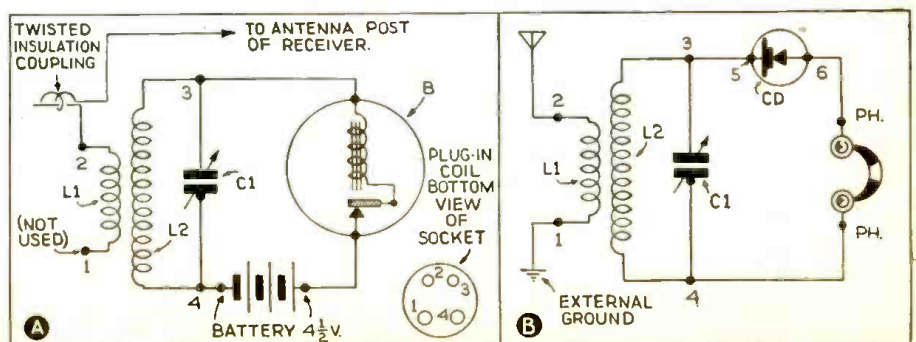 TWISTED
INSULATION
COUPLING
TO ANTENNA POST
OF RECEIVER.
3
B
2
L1
C1
L2
(NOT
USED)
1
4
BATTERY 4½V.
PLUG-IN
COIL
BOTTOM
VIEW
OF
SOCKET
2
3
1
4
A
3
5
6
CD
2
L1
L2
C1
1
4
PH.
PH.
EXTERNAL
GROUND
B